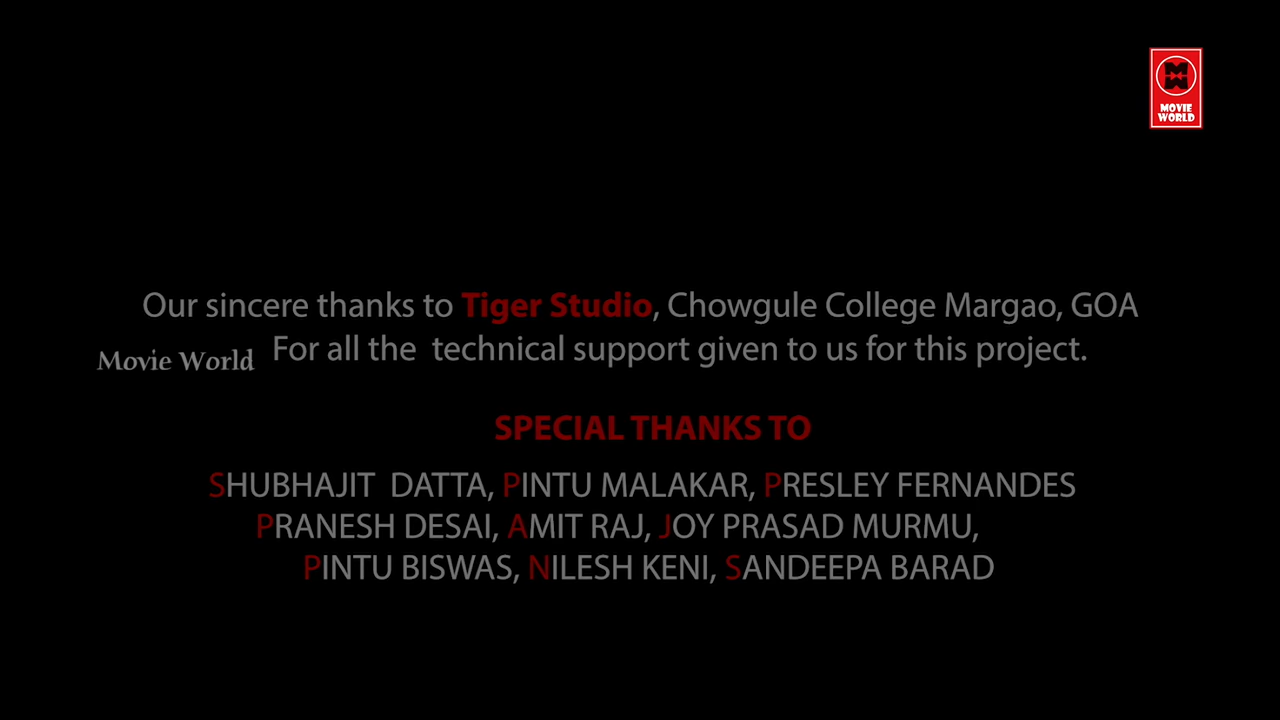 MOVIE
WORLD
Our sincere thanks to Tiger Studio, Chowgule College Margao, GOA
For all the  technical support given to us for this project.
Movie World
SPECIAL THANKS TO
SHUBHAJIT  DATTA, PINTU MALAKAR, PRESLEY FERNANDES
PRANESH DESAI, AMIT RAJ, JOY PRASAD MURMU,
PINTU BISWAS, NILESH KENI, SANDEEPA BARAD